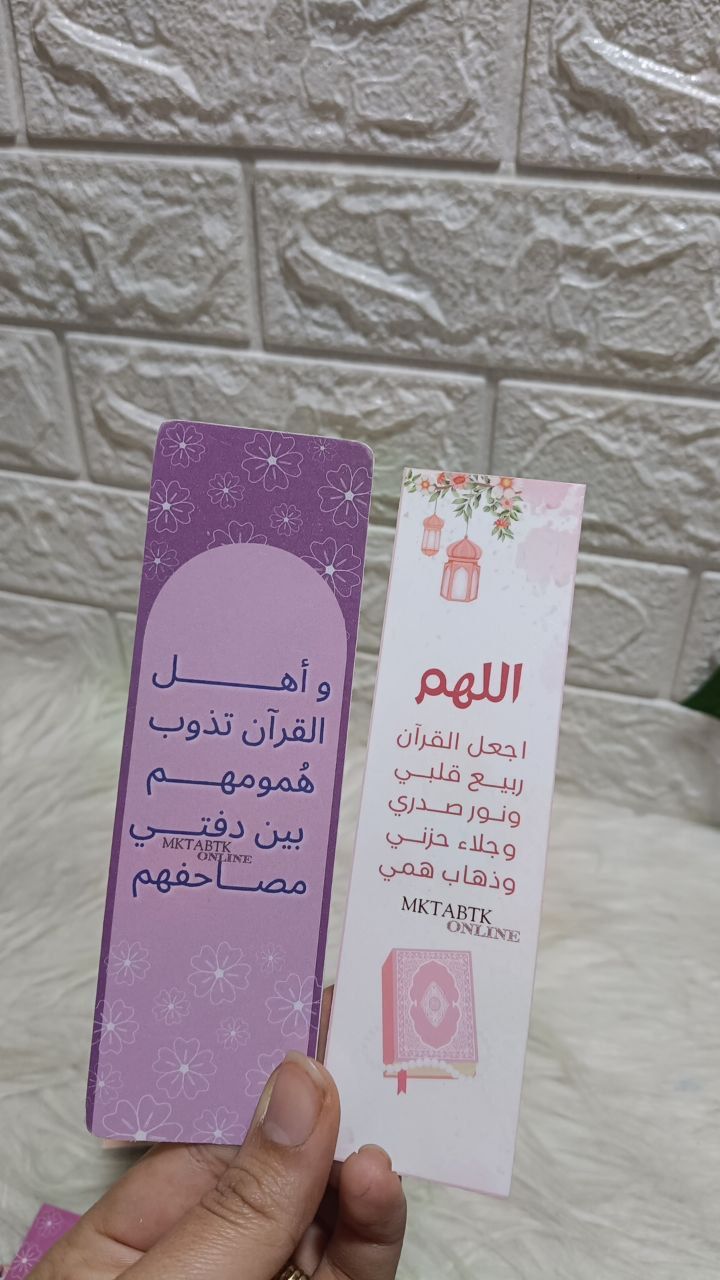 و أهل
القرآن تذوب
هُمومهم
بين دفتي
مصاحفهم
MKTABTK
ONLINE
اللهم
اجعل القرآن
ربيع قلبي
ونور صدري
وجلاء حزني
وذهاب همي
MKTABTK
ONLINE